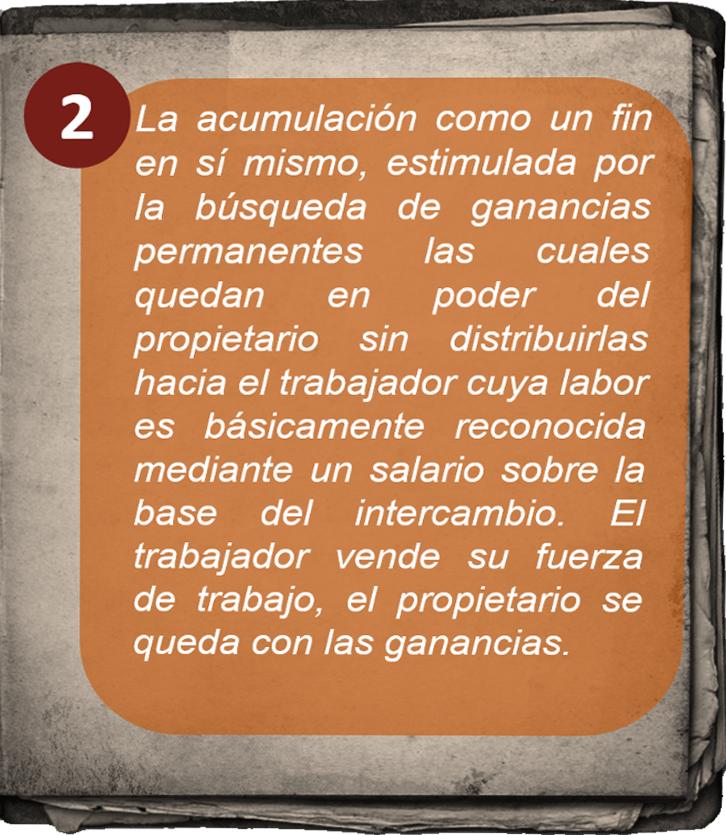 2
La acumulación como un fin
en sí mismo, estimulada por
la búsqueda de ganancias
permanentes las cuales
quedan en poder del
propietario sin distribuirlas
hacia el trabajador cuya labor
es básicamente reconocida
mediante un salario sobre la
base del intercambio. El
trabajador vende su fuerza
de trabajo, el propietario se
queda con las ganancias.